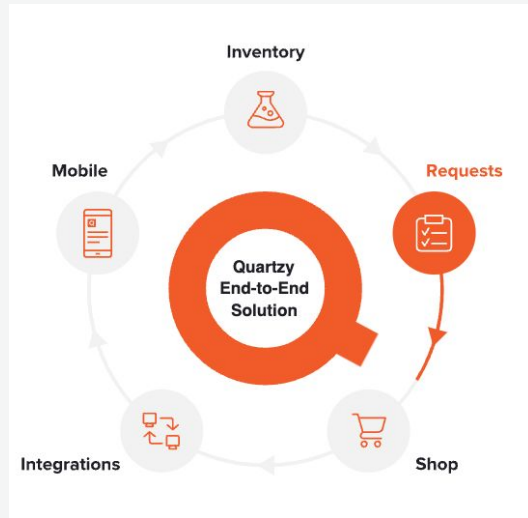 Inventory
Mobile
Requests
Quartzy
End-to-End
Solution
Integrations
Shop